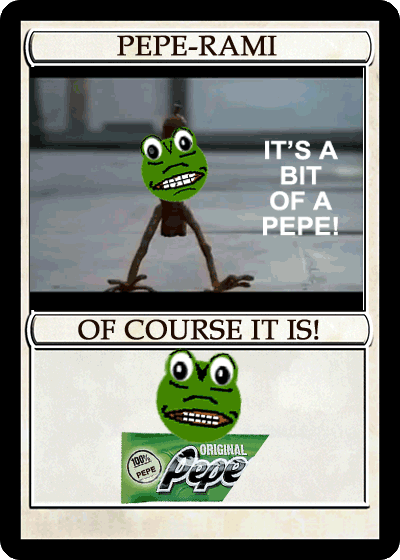 PEPE-RAMI
IT'S A
BIT
OF A
PEPE!
OF COURSE IT IS!
100%
PEPE
ORIGINAL
Pepe